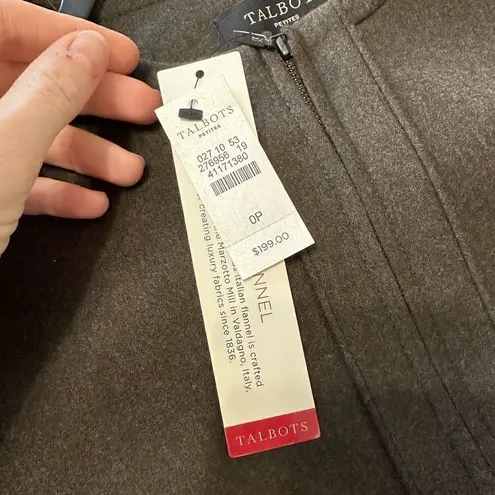 TALBOTS
PETITES
TALBOTS
PETITES
027 10 53
276956 19
41171380
0P
$199.00
NNEL
Italian flannel is crafted
Marzotto Mill in Valdagno, Italy,
creating luxury fabrics
since 1836.
TALBOTS